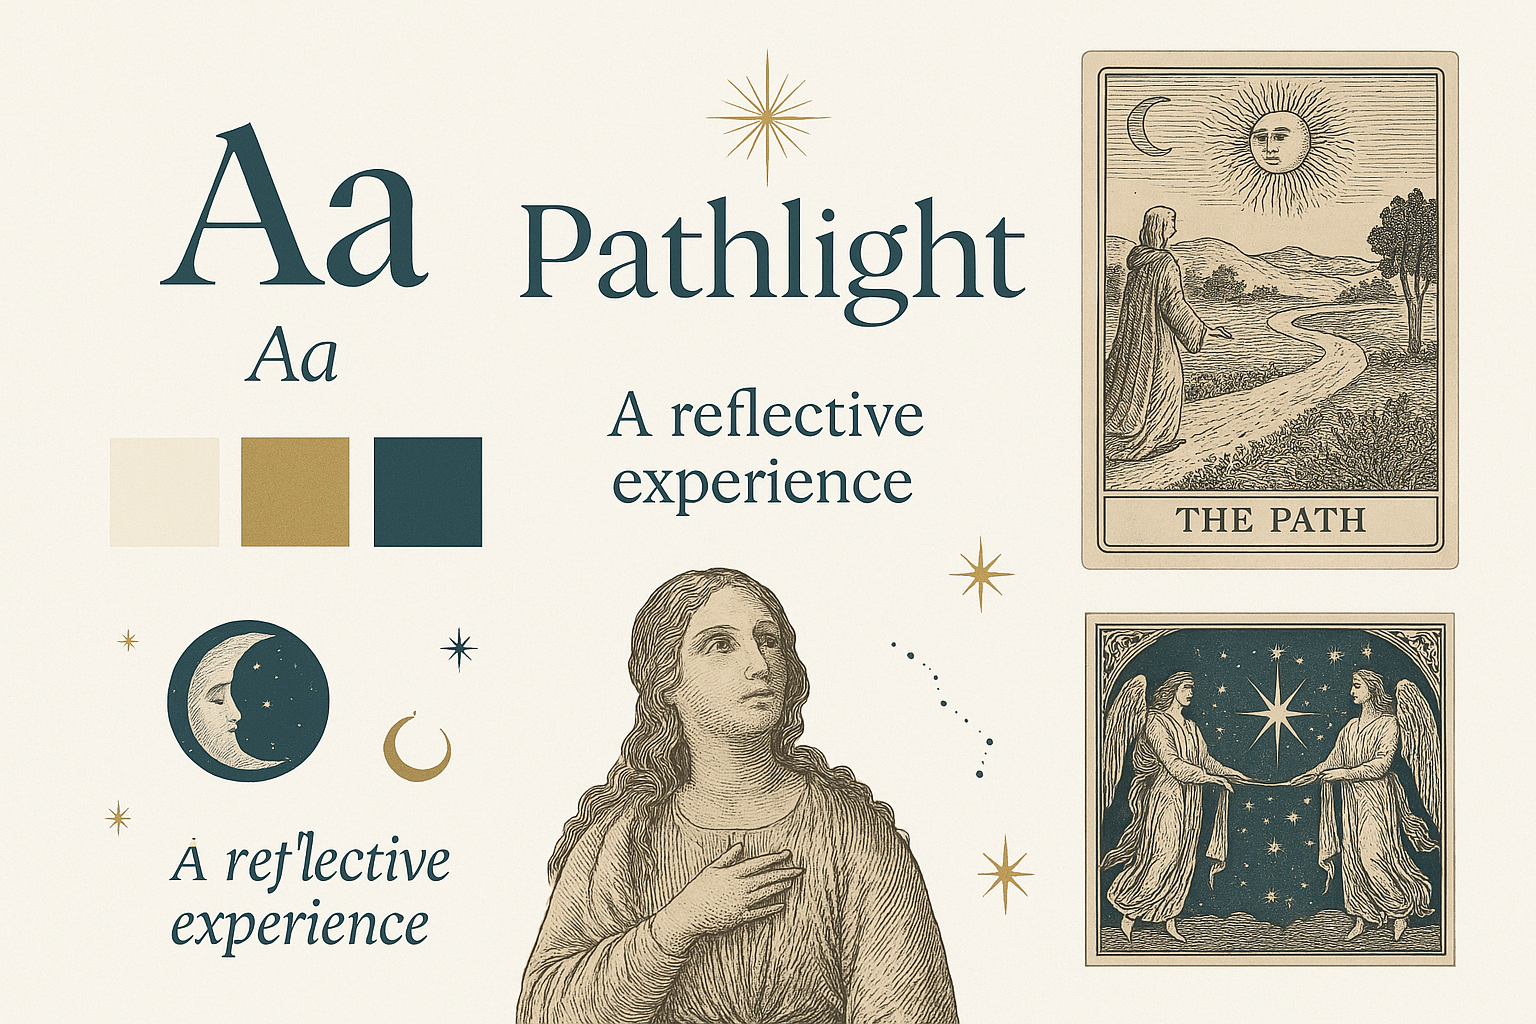 Aa
Aa
Pathlight
A reflective
experience
A ref'lective
experience
THE PATH